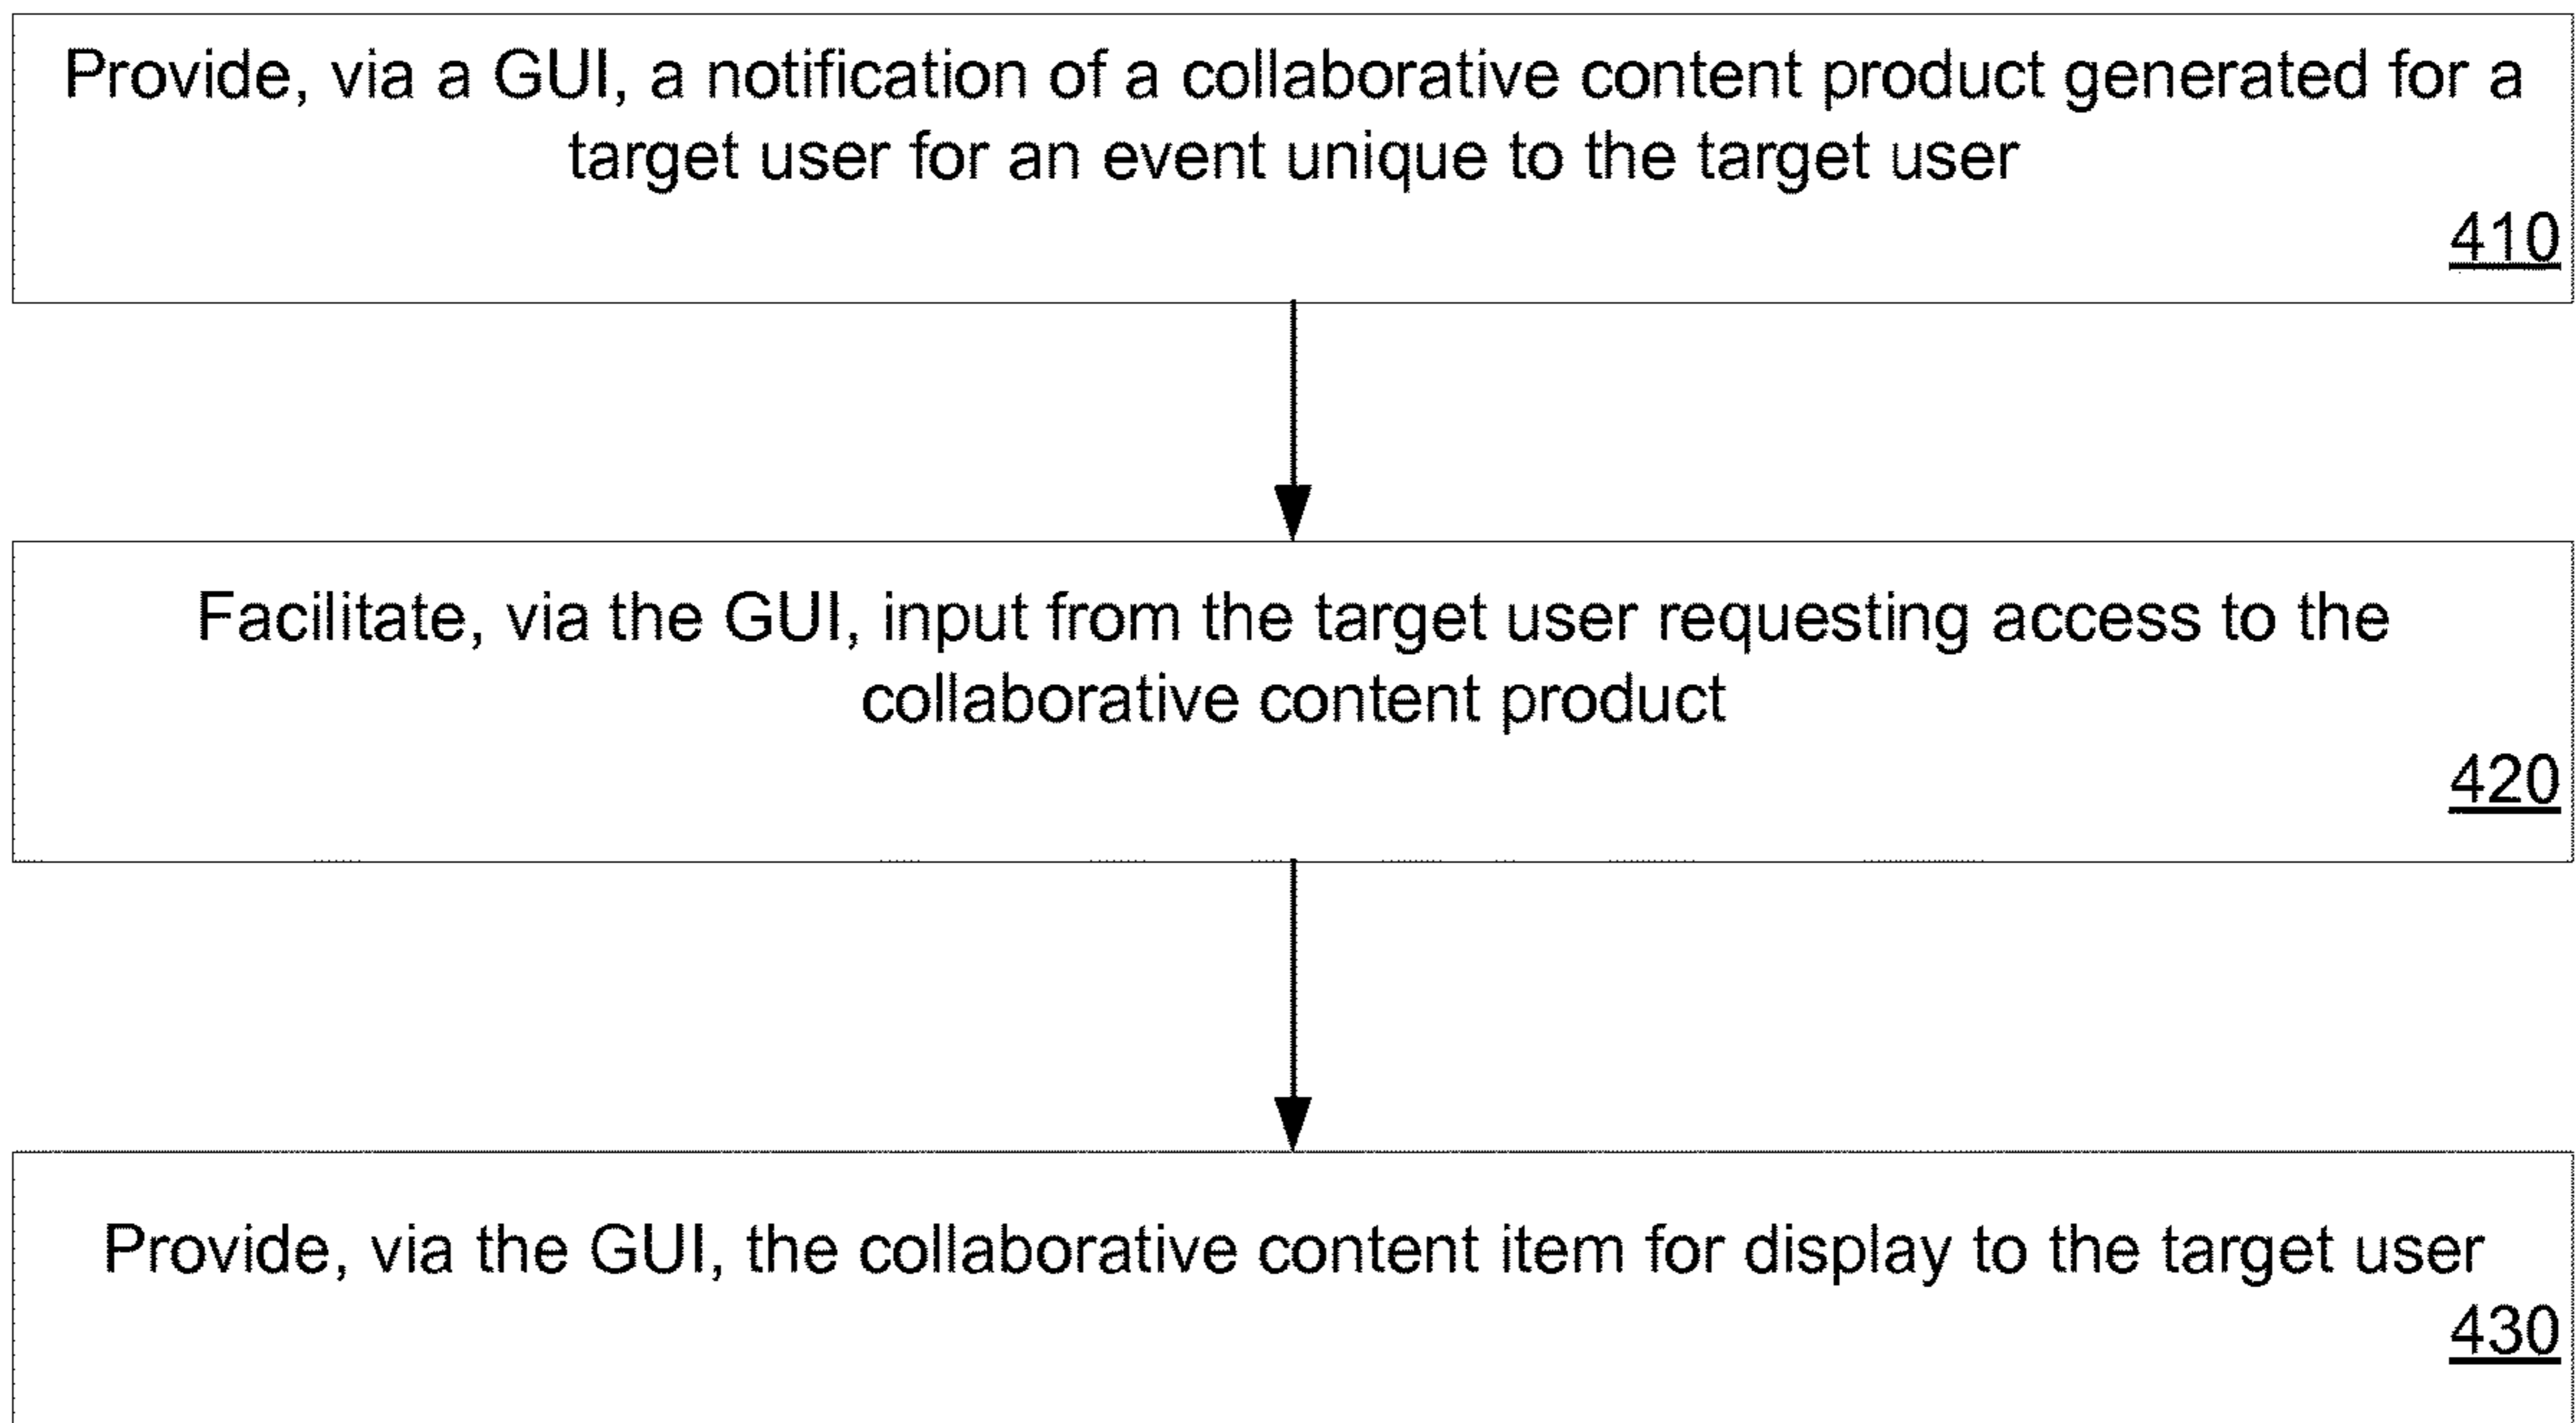 Provide, via a GUI, a notification of a collaborative content product generated for a
target user for an event unique to the target user
410
Facilitate, via the GUI, input from the target user requesting access to the
collaborative content product
420
Provide, via the GUI, the collaborative content item for display to the target user
430